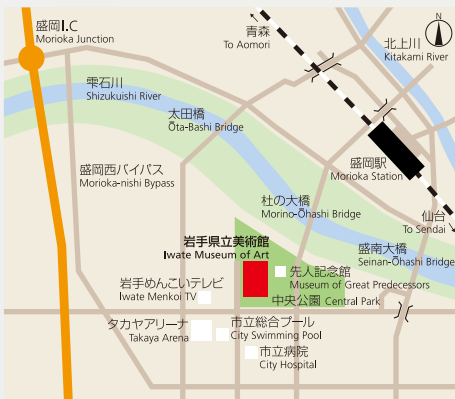 盛岡I.C
Morioka Junction
青森
To Aomori
N
北上川
Kitakami River
雫石川
Shizukuishi River
太田橋
Ōta-Bashi Bridge
盛岡駅
Morioka Station
盛岡西バイパス
Morioka-nishi Bypass
杜の大橋
Morino-Ōhashi Bridge
仙台
To Sendai
岩手県立美術館
Iwate Museum of Art
盛南大橋
Seinan-Ōhashi Bridge
先人記念館
Museum of Great Predecessors
岩手めんこいテレビ
Iwate Menkoi TV
中央公園 Central Park
タカヤアリーナ
Takaya Arena
市立総合プール
City Swimming Pool
市立病院
City Hospital